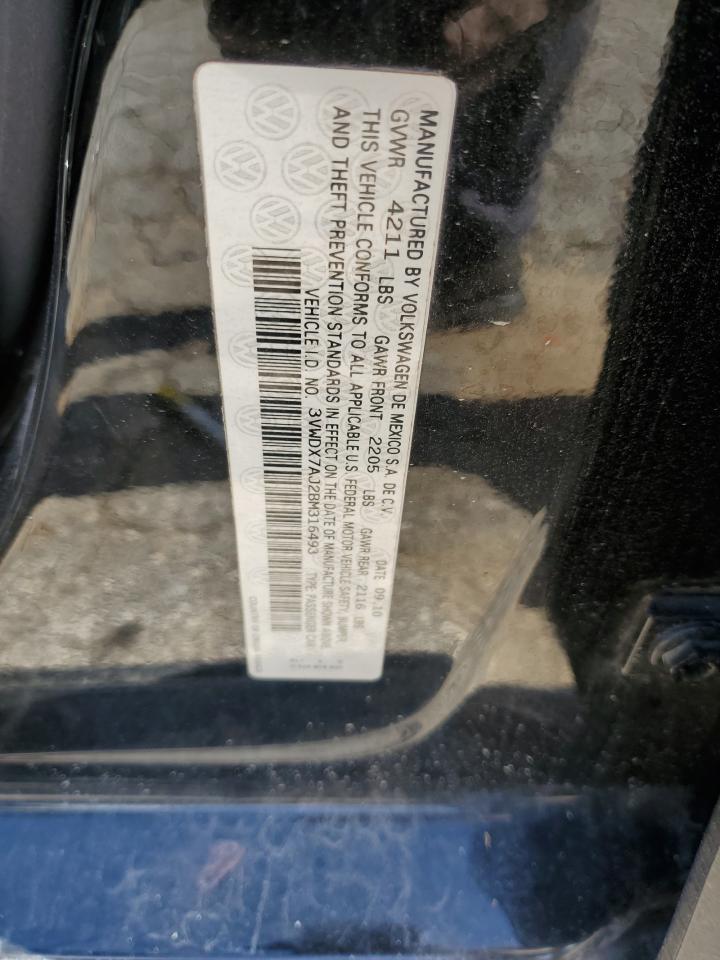 MANUFACTURED BY VOLKSWAGEN DE MEXICO S.A. DE C.V. DATE 09.10
GVWR 4211 LBS GAWR FRONT 2205 LBS GAWR REAR 2116 LBS
THIS VEHICLE CONFORMS TO ALL APPLICABLE U.S. FEDERAL MOTOR VEHICLE SAFETY, BUMPER
AND THEFT PREVENTION STANDARDS IN EFFECT ON THE DATE OF MANUFACTURE SHOWN ABOVE.
VEHICLE I.D. NO. 3VWDX7AJ2BM316493 TYPE: PASSENGER CAR